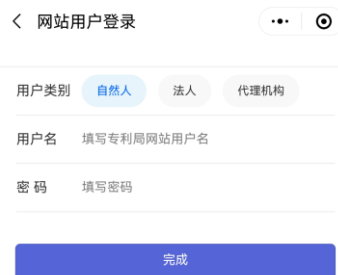 网站用户登录
用户类别 自然人 法人 代理机构
用户名 填写专利局网站用户名
密 码 填写密码
完成